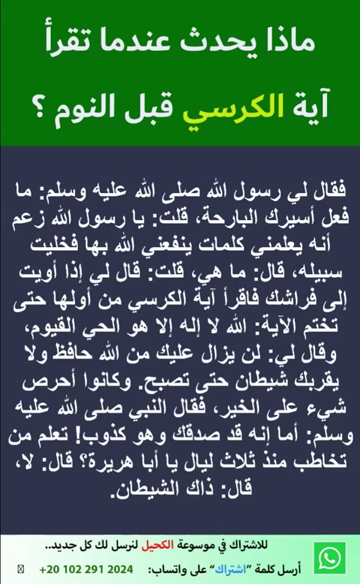 ماذا يحدث عندما تقرأ
آية الكرسي قبل النوم ؟
فقال لي رسول الله صلى الله عليه وسلم: ما
فعل أسيرك البارحة، قلت: يا رسول الله زعم
أنه يعلمني كلمات ينفعني الله بها فخليت
سبيله، قال: ما هي، قلت: قال لي إذا أويت
إلى فراشك فاقرأ آية الكرسي من أولها حتى
تختم الآية: الله لا إله إلا هو الحي القيوم،
وقال لي: لن يزال عليك من الله حافظ ولا
يقربك شيطان حتى تصبح. وكانوا أحرص
شيء على الخير، فقال النبي صلى الله عليه
وسلم: أما إنه قد صدقك وهو كذوب! تعلم من
تخاطب منذ ثلاث ليال يا أبا هريرة؟ قال: لا،
قال: ذاك الشيطان.
للاشتراك في موسوعة الكحيل لنرسل لك كل جديد..
أرسل كلمة "اشتراك" على واتساب: +20 102 291 2024